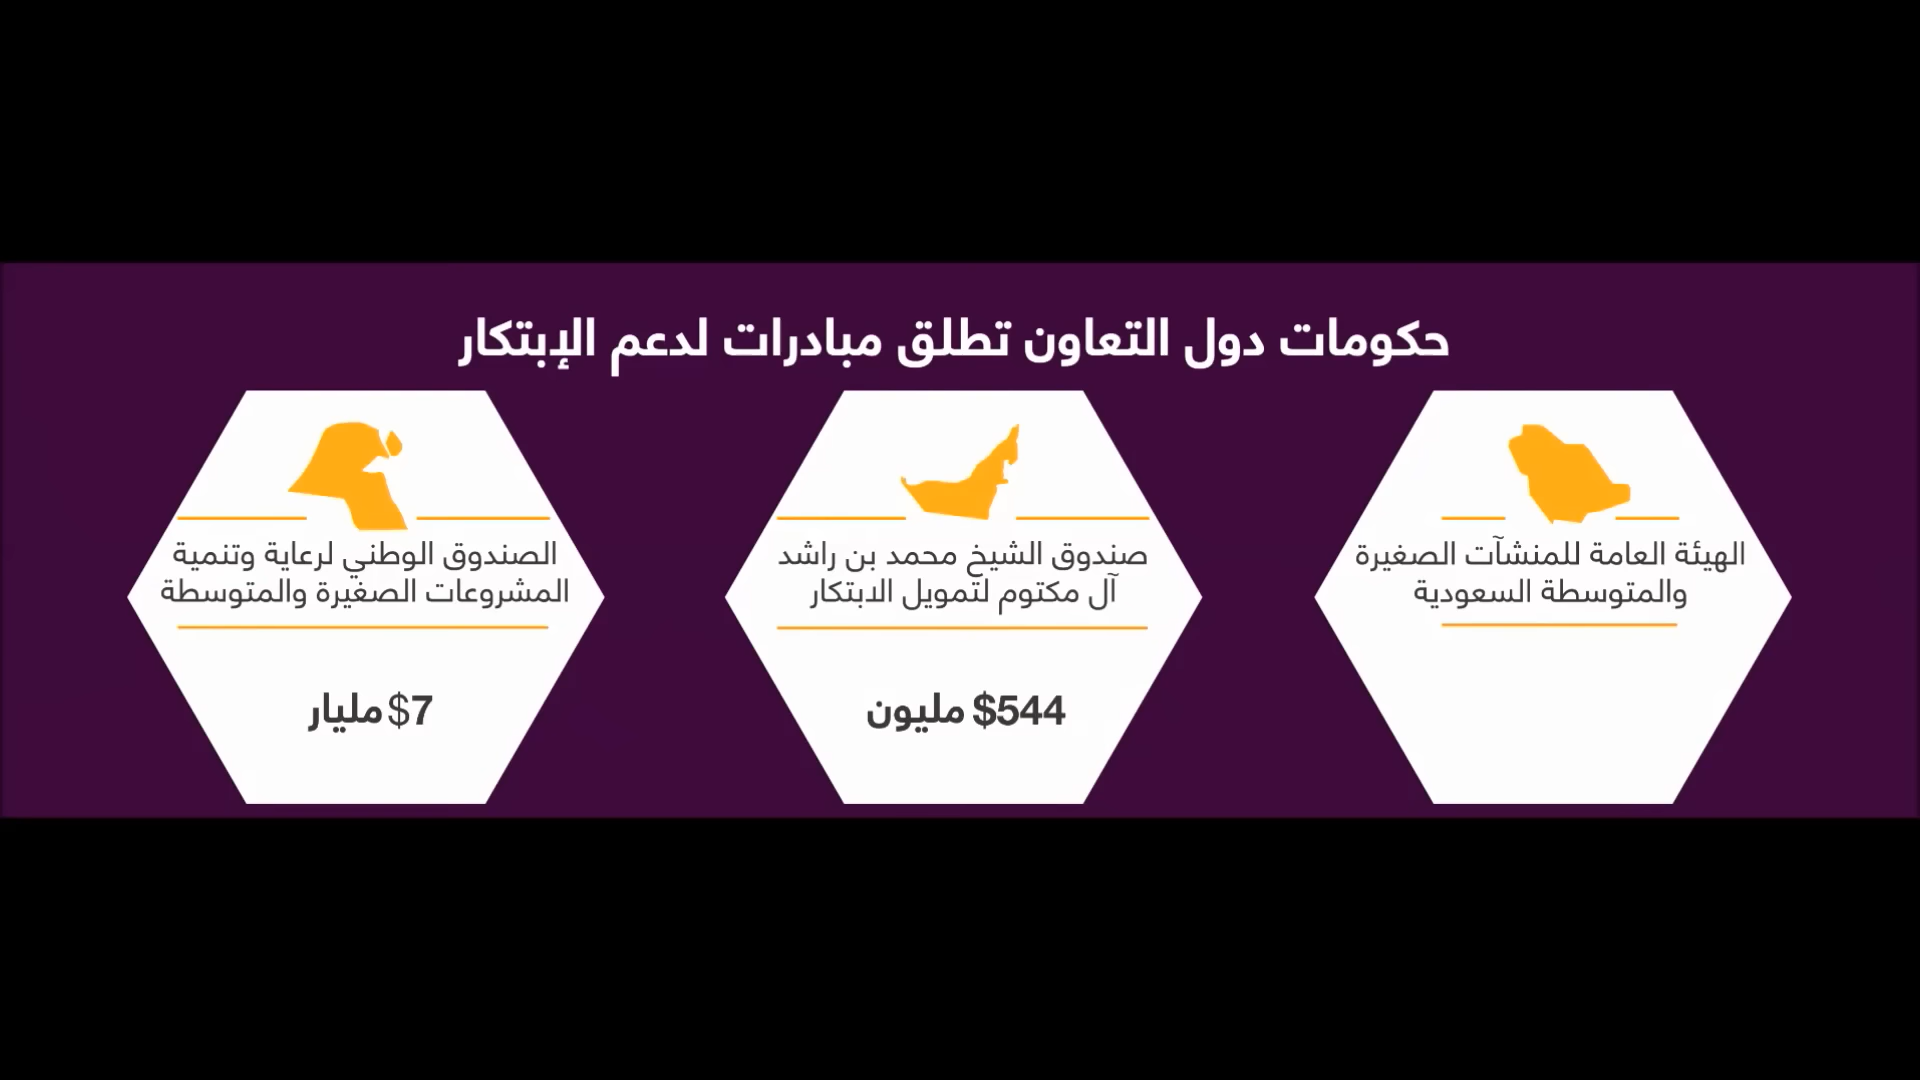 حكومات دول التعاون تطلق مبادرات لدعم الإبتكار
الهيئة العامة للمنشآت الصغيرة
والمتوسطة السعودية
صندوق الشيخ محمد بن راشد
آل مكتوم لتمويل الابتكار
$544 مليون
الصندوق الوطني لرعاية وتنمية
المشروعات الصغيرة والمتوسطة
$7 مليار